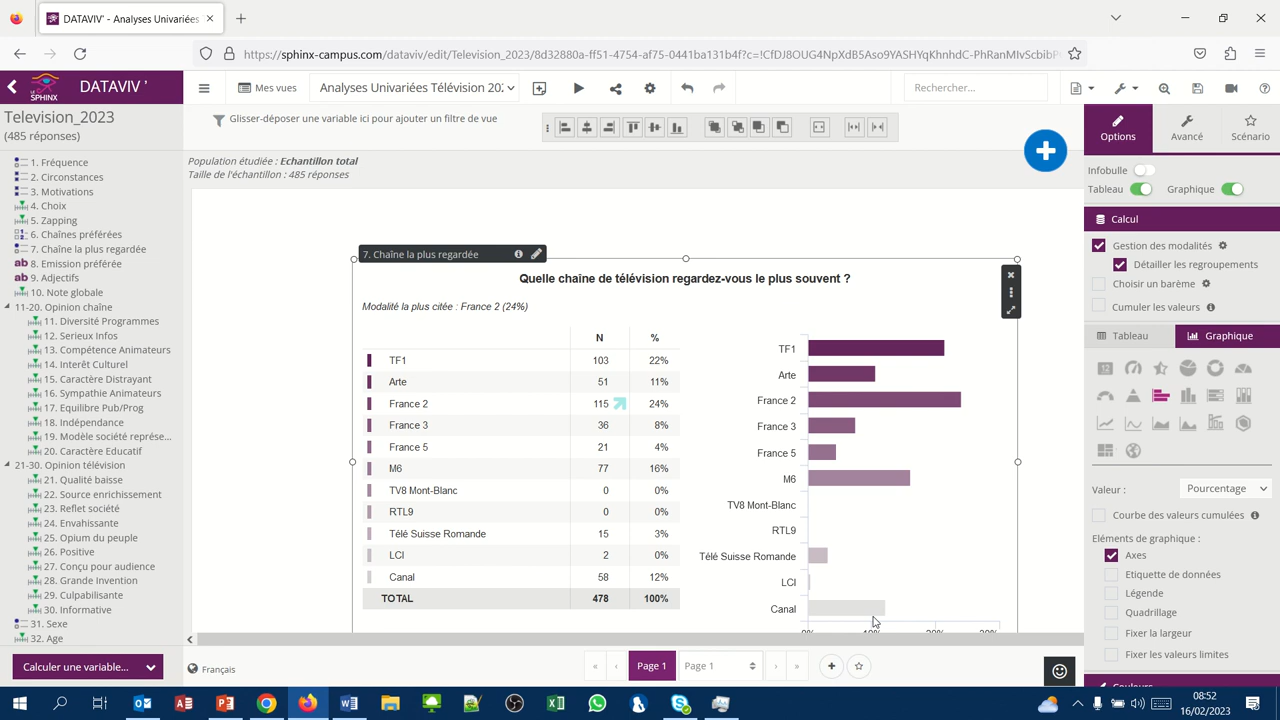 DATAVIV' - Analyses Univariées
https://sphinx-campus.com/dataviv/edit/Television_2023/8d32880a-ff51-4754-af75-0441ba131b4f?c=!CfDJ8OUG4NpXdB5Aso9YASHYqKhnhdC-PhRanMIvScbibP
LE SPHINX
DATAVIV '
Mes vues
Analyses Univariées Télévision 202
Rechercher...
Television_2023
(485 réponses)
1. Fréquence
2. Circonstances
3. Motivations
4. Choix
5. Zapping
6. Chaînes préférées
7. Chaîne la plus regardée
8. Emission préférée
9. Adjectifs
10. Note globale
11-20. Opinion chaîne
11. Diversité Programmes
12. Serieux Infos
13. Compétence Animateurs
14. Interêt Culturel
15. Caractère Distrayant
16. Sympathie Animateurs
17. Equilibre Pub/Prog
18. Indépendance
19. Modèle société représe...
20. Caractere Educatif
21-30. Opinion télévision
21. Qualité baisse
22. Source enrichissement
23. Reflet société
24. Envahissante
25. Opium du peuple
26. Positive
27. Conçu pour audience
28. Grande Invention
29. Culpabilisante
30. Informative
31. Sexe
32. Age
Calculer une variable...
Glisser-déposer une variable ici pour ajouter un filtre de vue
Population étudiée : Echantillon total
Taille de l'échantillon : 485 réponses
7. Chaîne la plus regardée
Quelle chaîne de télévision regardez-vous le plus souvent ?
Modalité la plus citée : France 2 (24%)
N %
TF1 103 22%
Arte 51 11%
France 2 115 24%
France 3 36 8%
France 5 21 4%
M6 77 16%
TV8 Mont-Blanc 0 0%
RTL9 0 0%
Télé Suisse Romande 15 3%
LCI 2 0%
Canal 58 12%
TOTAL 478 100%
TF1
Arte
France 2
France 3
France 5
M6
TV8 Mont-Blanc
RTL9
Télé Suisse Romande
LCI
Canal
Français
Page 1
Page 1
Options
Avancé
Scénario
Infobulle
Tableau
Graphique
Calcul
Gestion des modalités
Détailler les regroupements
Choisir un barème
Cumuler les valeurs
Tableau
Graphique
Valeur :
Pourcentage
Courbe des valeurs cumulées
Eléments de graphique :
Axes
Etiquette de données
Légende
Quadrillage
Fixer la largeur
Fixer les valeurs limites
08:52
16/02/2023